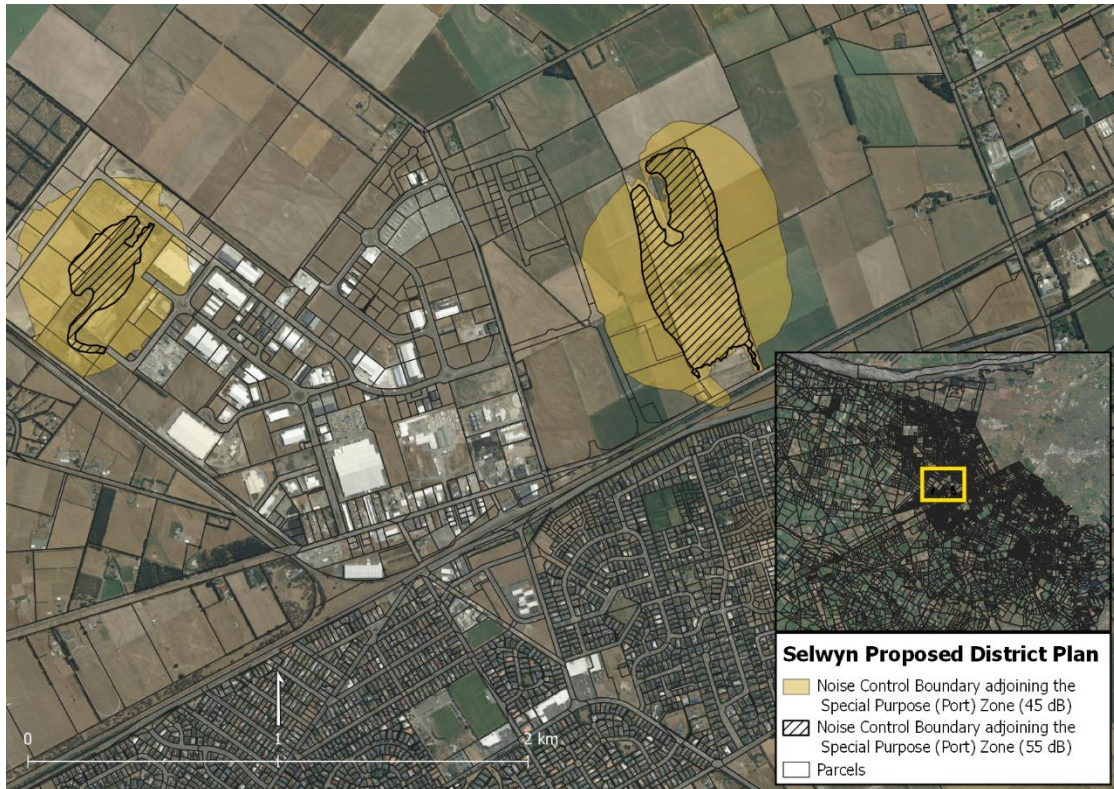 Selwyn Proposed District Plan
Noise Control Boundary adjoining the
Special Purpose (Port) Zone (45 dB)
Noise Control Boundary adjoining the
Special Purpose (Port) Zone (55 dB)
Parcels
0 1 2 km